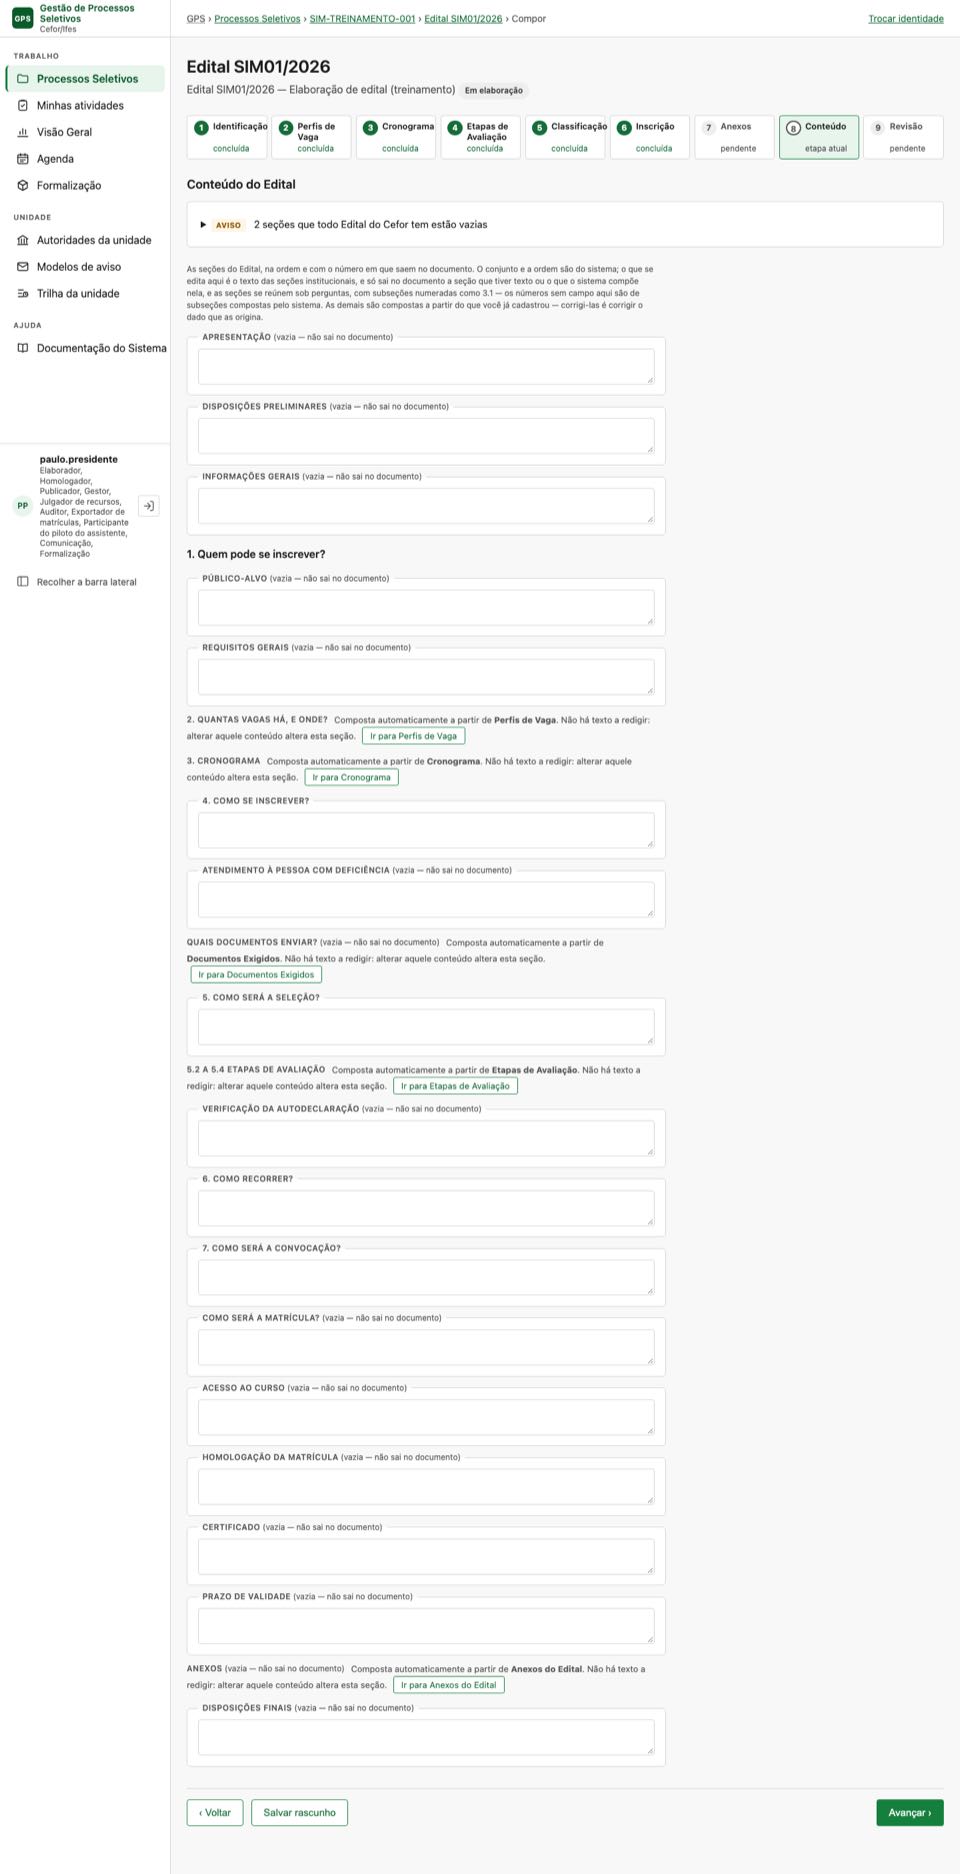 GPS
Gestão de Processos
Seletivos
Cefor/Ifes
GPS › Processos Seletivos › SIM-TREINAMENTO-001 › Edital SIM01/2026 › Compor
Trocar identidade
TRABALHO
Processos Seletivos
Minhas atividades
Visão Geral
Agenda
Formalização
UNIDADE
Autoridades da unidade
Modelos de aviso
Trilha da unidade
AJUDA
Documentação do Sistema
PP
paulo.presidente
Elaborador,
Homologador,
Publicador, Gestor,
Julgador de recursos,
Auditor, Exportador de
matrículas, Participante
do piloto do assistente,
Comunicação,
Formalização
Recolher a barra lateral
Edital SIM01/2026
Edital SIM01/2026 — Elaboração de edital (treinamento) Em elaboração
1 Identificação
concluída
2 Perfis de
Vaga
concluída
3 Cronograma
concluída
4 Etapas de
Avaliação
concluída
5 Classificação
concluída
6 Inscrição
concluída
7 Anexos
pendente
8 Conteúdo
etapa atual
9 Revisão
pendente
Conteúdo do Edital
AVISO 2 seções que todo Edital do Cefor tem estão vazias
As seções do Edital, na ordem e com o número em que saem no documento. O conjunto e a ordem são do sistema; o que se
edita aqui é o texto das seções institucionais, e só sai no documento a seção que tiver texto ou o que o sistema compõe
nela, e as seções se reúnem sob perguntas, com subseções numeradas como 3.1 — os números sem campo aqui são de
subseções compostas pelo sistema. As demais são compostas a partir do que você já cadastrou — corrigi-las é corrigir o
dado que as origina.
APRESENTAÇÃO (vazia — não sai no documento)
DISPOSIÇÕES PRELIMINARES (vazia — não sai no documento)
INFORMAÇÕES GERAIS (vazia — não sai no documento)
1. Quem pode se inscrever?
PÚBLICO-ALVO (vazia — não sai no documento)
REQUISITOS GERAIS (vazia — não sai no documento)
2. QUANTAS VAGAS HÁ, E ONDE? Composta automaticamente a partir de Perfis de Vaga. Não há texto a redigir:
alterar aquele conteúdo altera esta seção. Ir para Perfis de Vaga
3. CRONOGRAMA Composta automaticamente a partir de Cronograma. Não há texto a redigir: alterar aquele
conteúdo altera esta seção. Ir para Cronograma
4. COMO SE INSCREVER?
ATENDIMENTO À PESSOA COM DEFICIÊNCIA (vazia — não sai no documento)
QUAIS DOCUMENTOS ENVIAR? (vazia — não sai no documento) Composta automaticamente a partir de
Documentos Exigidos. Não há texto a redigir: alterar aquele conteúdo altera esta seção.
Ir para Documentos Exigidos
5. COMO SERÁ A SELEÇÃO?
5.2 A 5.4 ETAPAS DE AVALIAÇÃO Composta automaticamente a partir de Etapas de Avaliação. Não há texto a
redigir: alterar aquele conteúdo altera esta seção. Ir para Etapas de Avaliação
VERIFICAÇÃO DA AUTODECLARAÇÃO (vazia — não sai no documento)
6. COMO RECORRER?
7. COMO SERÁ A CONVOCAÇÃO?
COMO SERÁ A MATRÍCULA? (vazia — não sai no documento)
ACESSO AO CURSO (vazia — não sai no documento)
HOMOLOGAÇÃO DA MATRÍCULA (vazia — não sai no documento)
CERTIFICADO (vazia — não sai no documento)
PRAZO DE VALIDADE (vazia — não sai no documento)
ANEXOS (vazia — não sai no documento) Composta automaticamente a partir de Anexos do Edital. Não há texto a
redigir: alterar aquele conteúdo altera esta seção. Ir para Anexos do Edital
DISPOSIÇÕES FINAIS (vazia — não sai no documento)
‹ Voltar
Salvar rascunho
Avançar ›